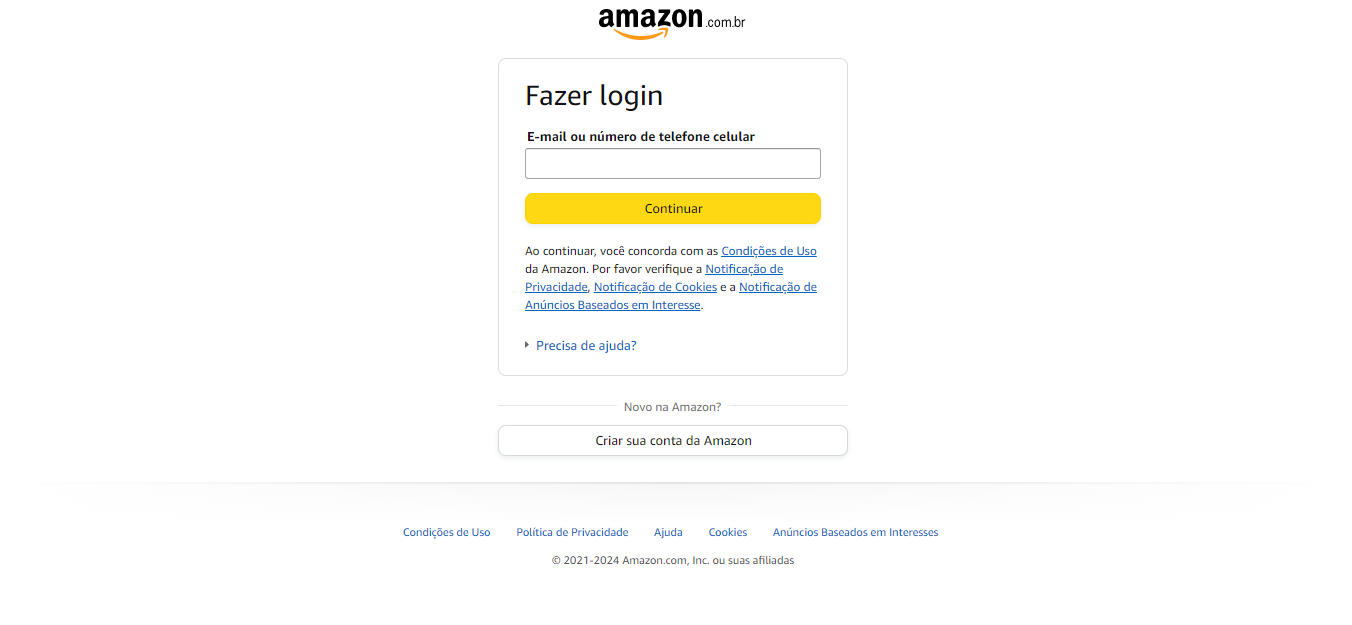 amazon.com.br
Fazer login
E-mail ou número de telefone celular
Continuar
Ao continuar, você concorda com as Condições de Uso
da Amazon. Por favor verifique a Notificação de
Privacidade, Notificação de Cookies e a Notificação de
Anúncios Baseados em Interesse.
Precisa de ajuda?
Novo na Amazon?
Criar sua conta da Amazon
Condições de Uso Política de Privacidade Ajuda Cookies Anúncios Baseados em Interesses
© 2021-2024 Amazon.com, Inc. ou suas afiliadas